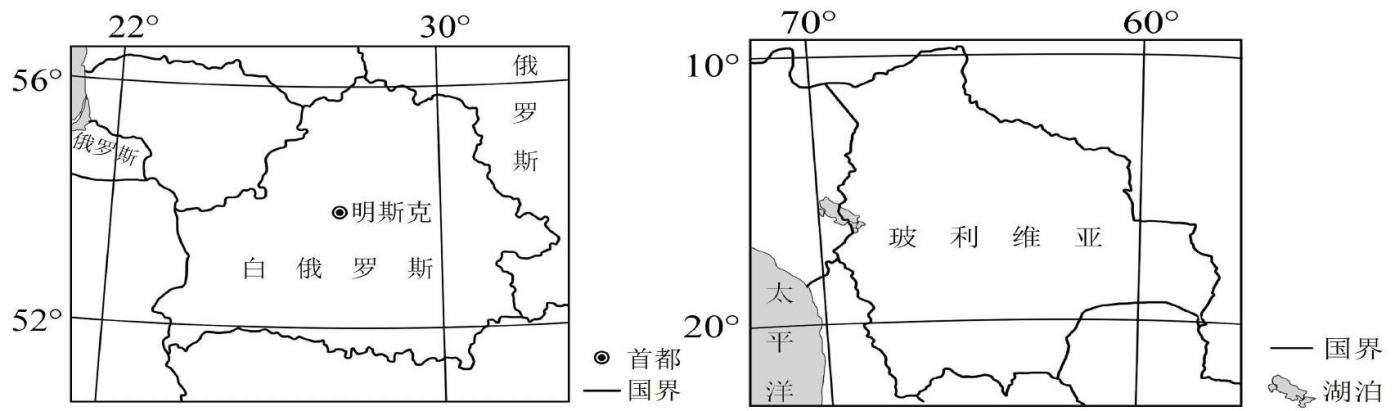 22° 30°
56°
52°
俄罗斯
俄罗斯
明斯克
白俄罗斯
首都
国界
70° 60°
10°
20°
玻利维亚
太平洋
国界
湖泊